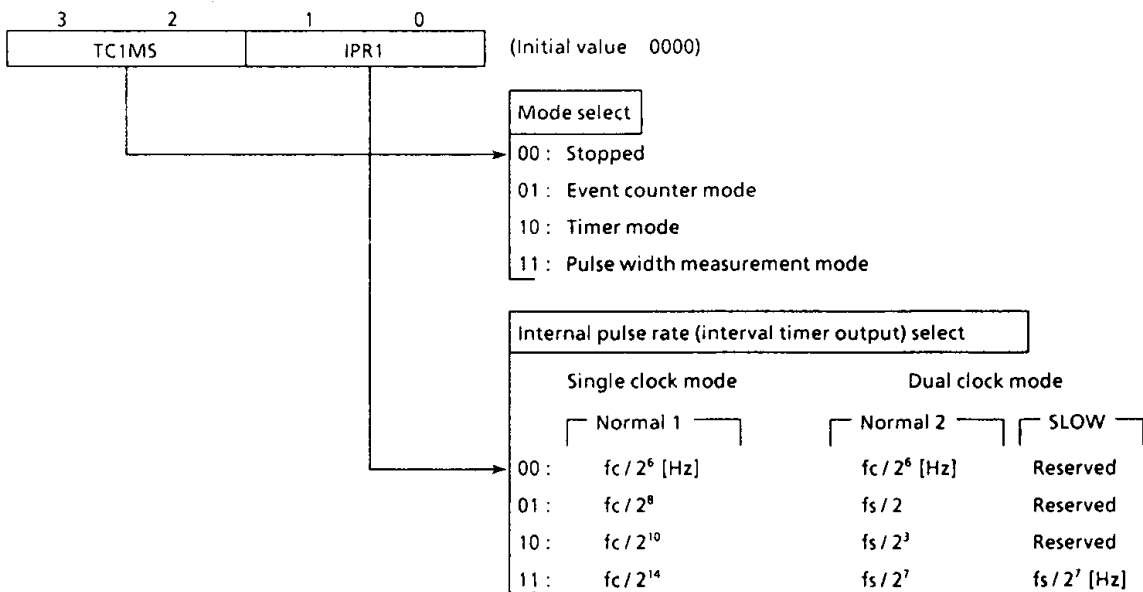 3 2 1 0
TC1MS IPR1 (Initial value 0000)
Mode select
00 : Stopped
01 : Event counter mode
10 : Timer mode
11 : Pulse width measurement mode
Internal pulse rate (interval timer output) select
Single clock mode Dual clock mode
Normal 1 Normal 2 SLOW
00 : fc / 2⁶ [Hz] fc / 2⁶ [Hz] Reserved
01 : fc / 2⁸ fs / 2 Reserved
10 : fc / 2¹⁰ fs / 2³ Reserved
11 : fc / 2¹⁴ fs / 2⁷ fs / 2⁷ [Hz]